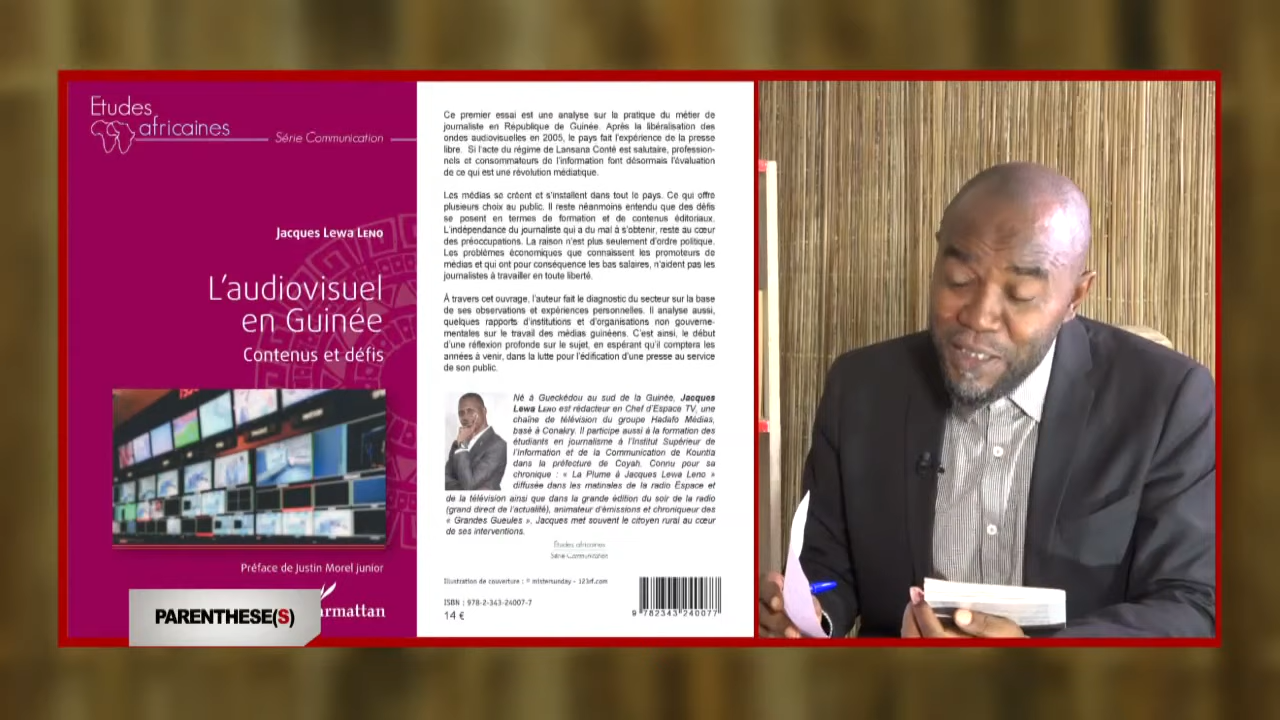 Etudes
africaines
Série Communication
Jacques Lewa LENO
L'audiovisuel
en Guinée
Contenus et défis
Préface de Justin Morel Junior
armattan
PARENTHESE(S)
Ce premier essai est une analyse sur la pratique du métier de
journaliste en République de Guinée. Après la libéralisation des
ondes audiovisuelles en 2005, le pays fait l'expérience de la presse
libre. Si l'acte du régime de Lansana Conté est salutaire, profession-
nels et consommateurs de l'information font désormais l'évaluation
de ce qui est une révolution médiatique.
Les médias se créent et s'installent dans tout le pays. Ce qui offre
plusieurs choix au public. Il reste néanmoins entendu que des défis
se posent en termes de formation et de contenus éditoriaux.
L'indépendance du journaliste qui a du mal à s'obtenir, reste au cœur
des préoccupations. La raison n'est plus seulement d'ordre politique.
Les problèmes économiques que connaissent les promoteurs de
médias et qui ont pour conséquence les bas salaires, n'aident pas les
journalistes à travailler en toute liberté.
À travers cet ouvrage, l'auteur fait le diagnostic du secteur sur la base
de ses observations et expériences personnelles. Il analyse aussi,
quelques rapports d'institutions et d'organisations non gouverne-
mentales sur le travail des médias guinéens. C'est ainsi, le début
d'une réflexion profonde sur le sujet, en espérant qu'il comptera les
années à venir, dans la lutte pour l'édification d'une presse au service
de son public.
Né à Gueckédou au sud de la Guinée, Jacques
Lewa LENO est rédacteur en Chef d'Espace TV, une
chaîne de télévision du groupe Hadafo Médias,
basé à Conakry. Il participe aussi à la formation des
étudiants en journalisme à l'Institut Supérieur de
l'Information et de la Communication de Kountia
dans la préfecture de Coyah. Connu pour sa
chronique : « La Plume à Jacques Lewa Leno »
diffusée dans les matinales de la radio Espace et
de la télévision ainsi que dans la grande édition du soir de la radio
(grand direct de l'actualité), animateur d'émissions et chroniqueur des
« Grandes Gueules ». Jacques met souvent le citoyen rural au cœur
de ses interventions.
Études africaines
Série Communication
Illustration de couverture : © mistersunday - 123rf.com
ISBN : 978-2-343-24007-7
14 €
9 782343 240077